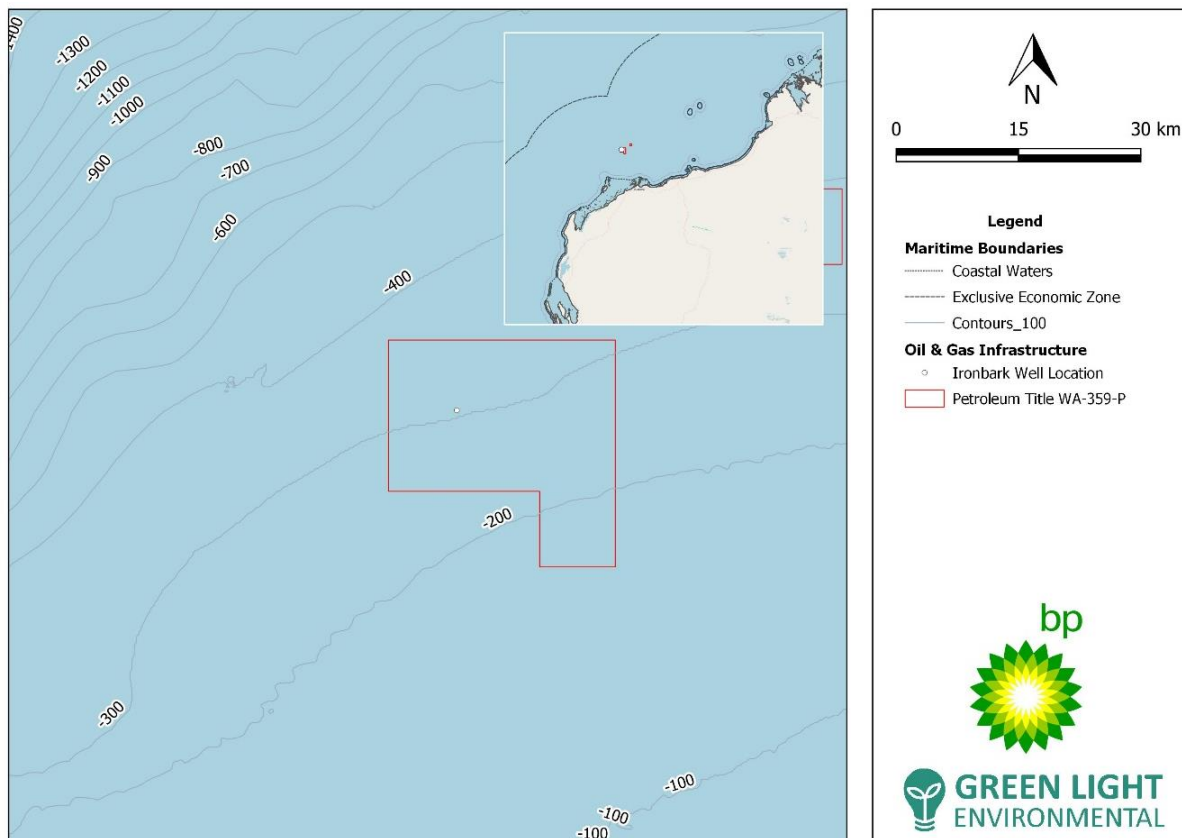 -1400
-1300
-1200
-1100
-1000
-900
-800
-700
-600
-400
-300
-200
-100
-100
-100
N
0 15 30 km
Legend
Maritime Boundaries
Coastal Waters
Exclusive Economic Zone
Contours_100
Oil & Gas Infrastructure
Ironbark Well Location
Petroleum Title WA-359-P
bp
GREEN LIGHT
ENVIRONMENTAL